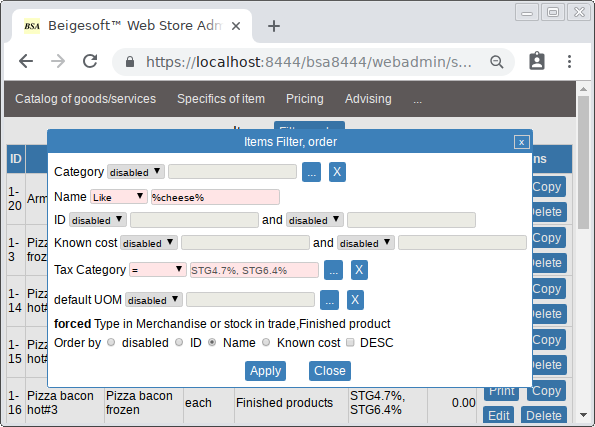 BSA Beigesoft™ Web Store Adm
https://localhost:8444/bsa8444/webadmin/s...
Catalog of goods/services Specifics of item Pricing Advising ...
Items Filter, order
ID
Category disabled ... X
Name Like %cheese%
ID disabled and disabled
Known cost disabled and disabled
Tax Category = STG4.7%, STG6.4% ... X
default UOM disabled ... X
forced Type in Merchandise or stock in trade,Finished product
Order by disabled ID Name Known cost DESC
Apply Close
ns
1-20 Arm
Copy
Delete
1-3 Pizza froz
Copy
Delete
1-14 Pizza hot#
Copy
Delete
1-15 Pizza hot#
Copy
Delete
1-16 Pizza bacon hot#3 Pizza bacon frozen each Finished products STG4.7%, STG6.4% 0.00
Print Copy
Edit Delete